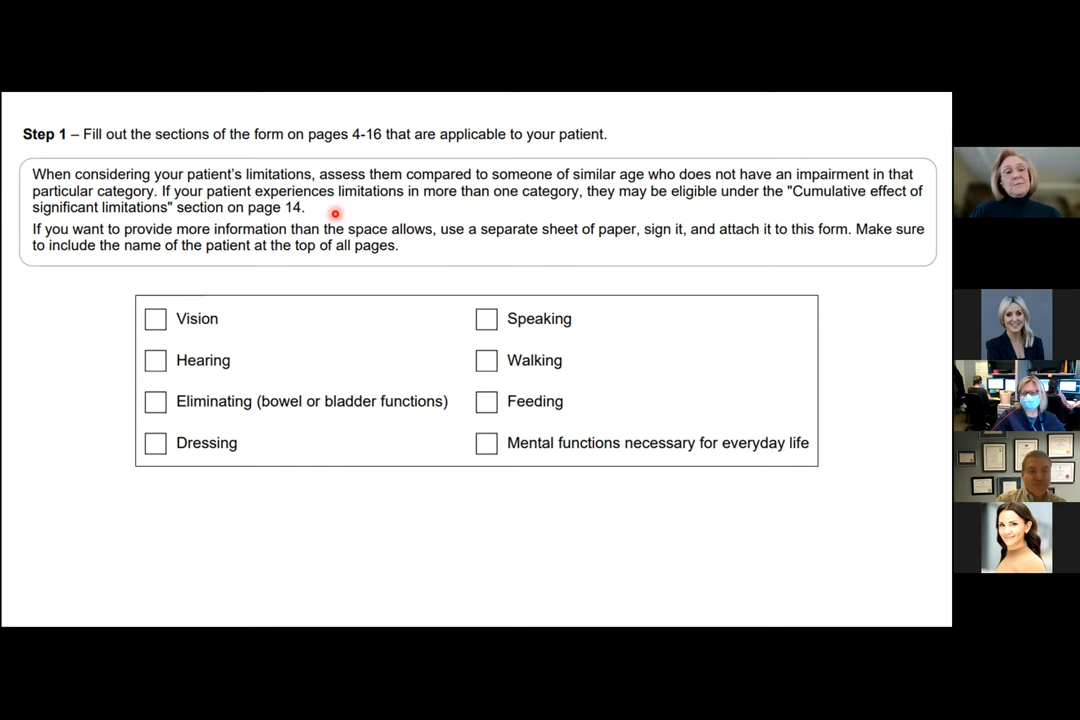 Step 1 – Fill out the sections of the form on pages 4-16 that are applicable to your patient.
When considering your patient's limitations, assess them compared to someone of similar age who does not have an impairment in that
particular category. If your patient experiences limitations in more than one category, they may be eligible under the "Cumulative effect of
significant limitations" section on page 14.
If you want to provide more information than the space allows, use a separate sheet of paper, sign it, and attach it to this form. Make sure
to include the name of the patient at the top of all pages.
Vision
Speaking
Hearing
Walking
Eliminating (bowel or bladder functions)
Feeding
Dressing
Mental functions necessary for everyday life